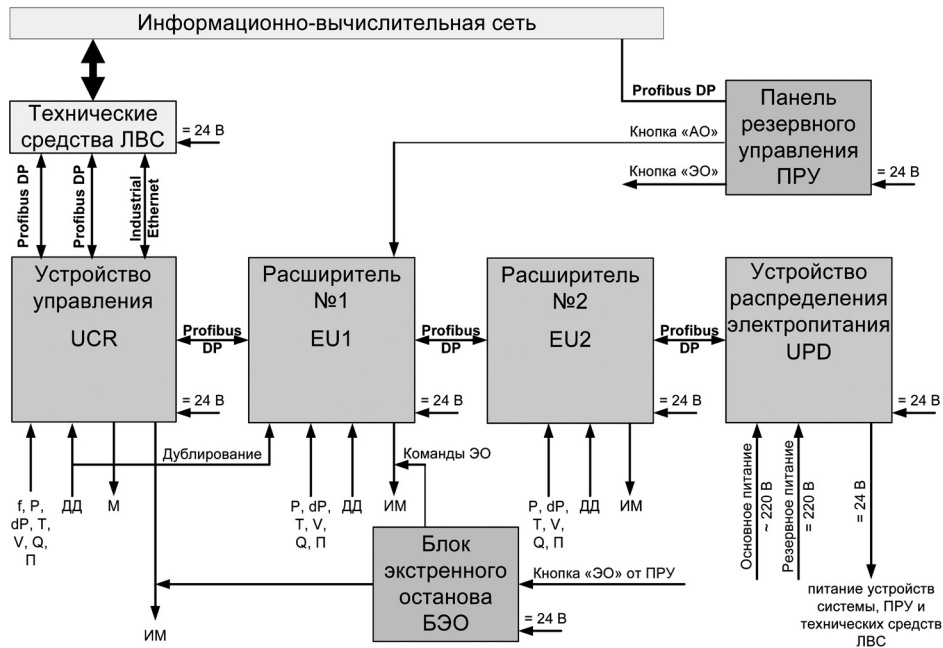 Информационно-вычислительная сеть
Технические
средства ЛВС
= 24 В
Profibus DP
Панель
резервного
управления
ПРУ
Кнопка «АО»
Кнопка «ЭО»
= 24 В
Profibus DP
Profibus DP
Industrial
Ethernet
Устройство
управления
UCR
Profibus
DP
= 24 В
Расширитель
№1
EU1
Profibus
DP
= 24 В
Расширитель
№2
EU2
Profibus
DP
= 24 В
Устройство
распределения
электропитания
UPD
= 24 В
Дублирование
Команды ЭО
f, P,
dP, T,
V, Q,
П
ДД
М
P, dP,
T, V,
Q, П
ДД
ИМ
P, dP,
T, V,
Q, П
ДД
ИМ
Основное питание
~ 220 В
Резервное питание
= 220 В
= 24 В
Блок
экстренного
останова
БЭО
Кнопка «ЭО» от ПРУ
= 24 В
ИМ
питание устройств
системы, ПРУ и
технических средств
ЛВС